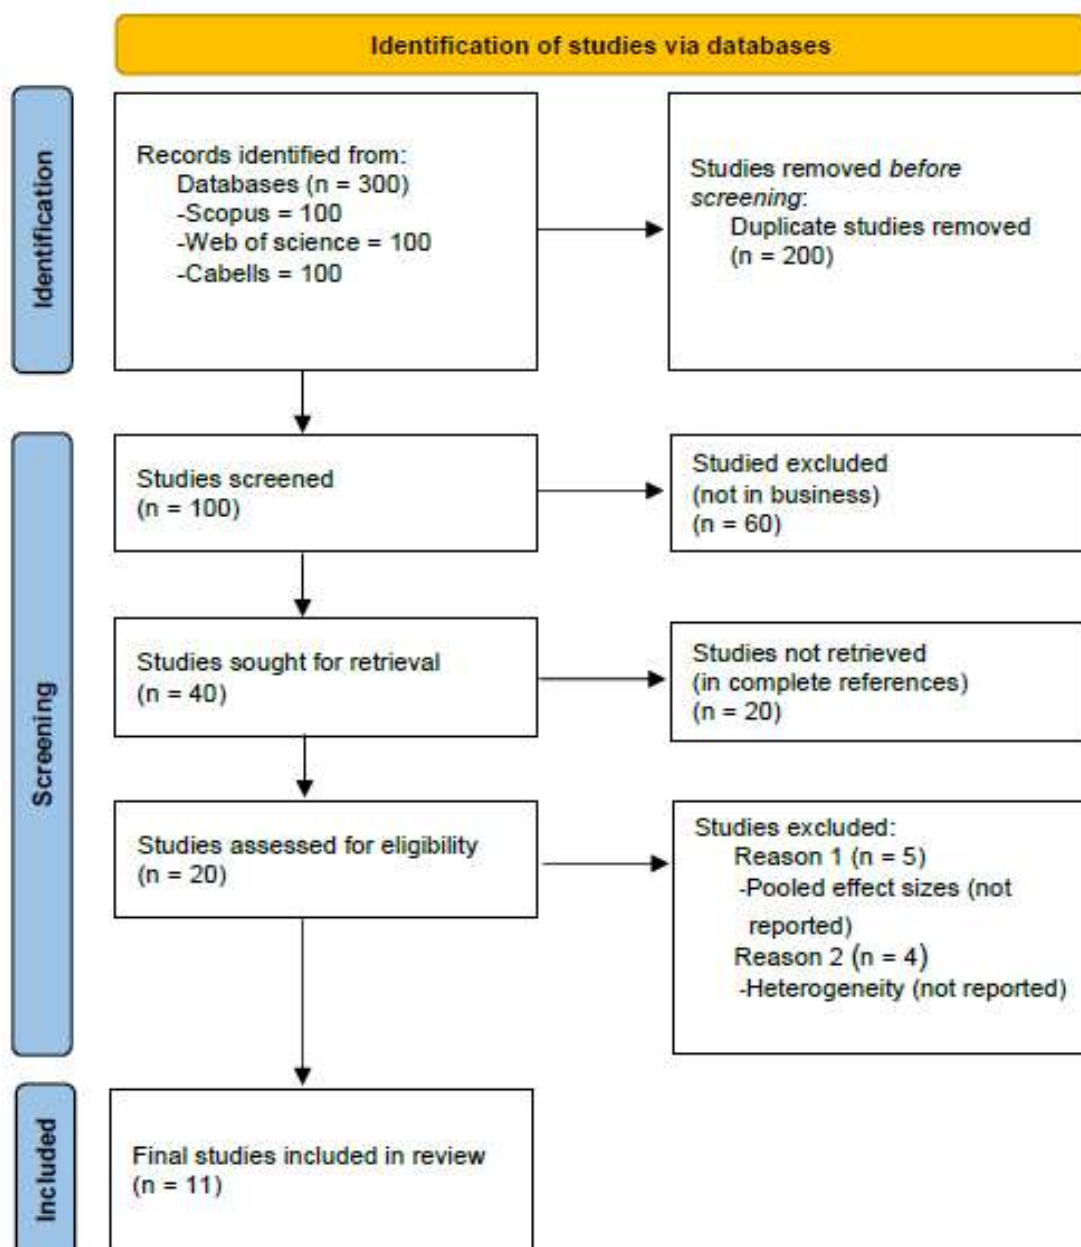 Identification of studies via databases
Identification
Records identified from:
Databases (n = 300)
-Scopus = 100
-Web of science = 100
-Cabells = 100
Studies removed before
screening:
Duplicate studies removed
(n = 200)
Screening
Studies screened
(n = 100)
Studied excluded
(not in business)
(n = 60)
Studies sought for retrieval
(n = 40)
Studies not retrieved
(in complete references)
(n = 20)
Studies assessed for eligibility
(n = 20)
Studies excluded:
Reason 1 (n = 5)
-Pooled effect sizes (not
reported)
Reason 2 (n = 4)
-Heterogeneity (not reported)
Included
Final studies included in review
(n = 11)